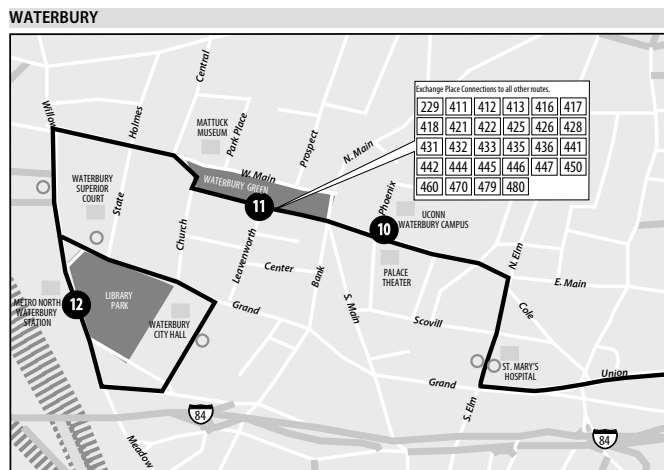 WATERBURY
Exchange Place Connections to all other routes.
229 411 412 413 416 417
418 421 422 425 426 428
431 432 433 435 436 441
442 444 445 446 447 450
460 470 479 480
Willow
Holmes
Central
Park Place
MATTUCK
MUSEUM
Prospect
N. Main
W. Main
WATERBURY GREEN
11
WATERBURY
SUPERIOR
COURT
State
Church
Leavenworth
Phoenix
10
UCONN
WATERBURY CAMPUS
PALACE
THEATER
N. Elm
E. Main
Center
Bank
S. Main
Grand
Scovill
Cole
METRO NORTH
WATERBURY
STATION
12
LIBRARY
PARK
WATERBURY
CITY HALL
ST. MARY'S
HOSPITAL
Grand
Union
S. Elm
84
84
Meadow